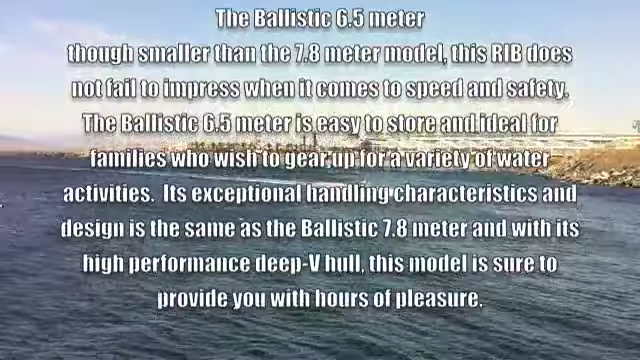 The Ballistic 6.5 meter
though smaller than the 7.8 meter model, this RIB does
not fail to impress when it comes to speed and safety.
The Ballistic 6.5 meter is easy to store and ideal for
families who wish to gear up for a variety of water
activities. Its exceptional handling characteristics and
design is the same as the Ballistic 7.8 meter and with its
high performance deep-V hull, this model is sure to
provide you with hours of pleasure.